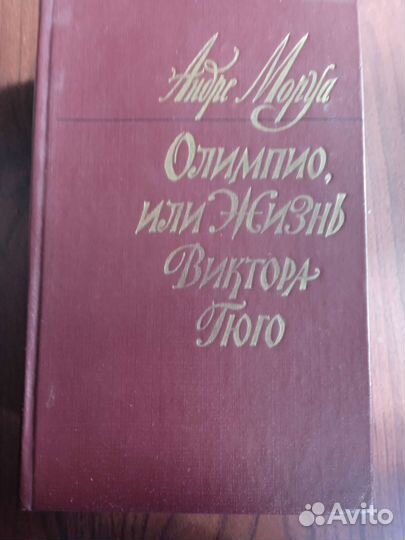 Андре Моруа
Олимпио,
или Жизнь
Виктора
Гюго
Avito